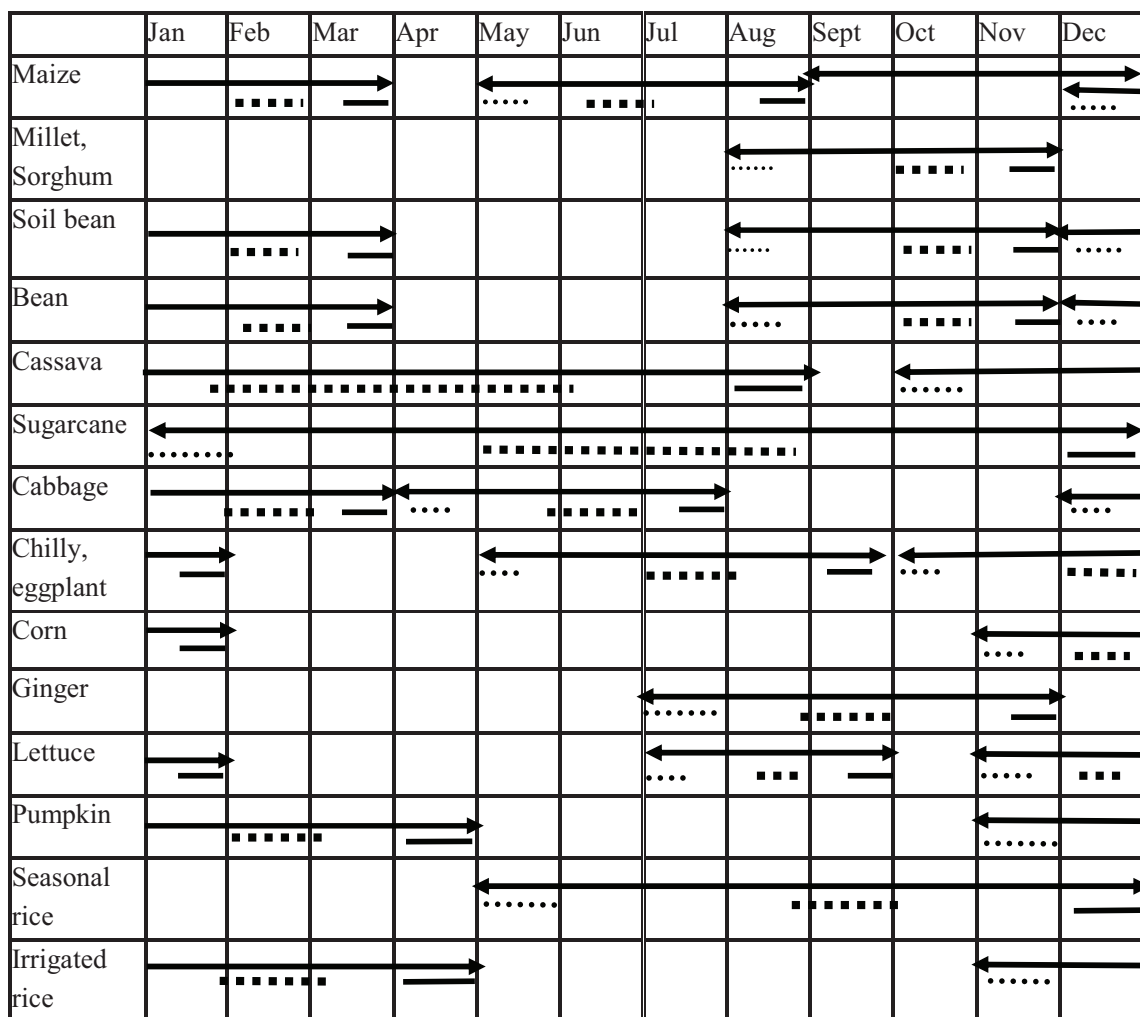 Jan Feb Mar Apr May Jun Jul Aug Sept Oct Nov Dec
Maize
Millet,
Sorghum
Soil bean
Bean
Cassava
Sugarcane
Cabbage
Chilly,
eggplant
Corn
Ginger
Lettuce
Pumpkin
Seasonal
rice
Irrigated
rice